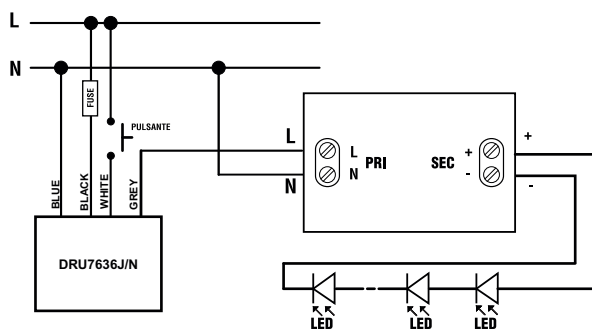 L
N
FUSE
PULSANTE
BLUE
BLACK
WHITE
GREY
DRU7636J/N
L
N
L
N
PRI
SEC
+
-
+
-
LED
LED
LED